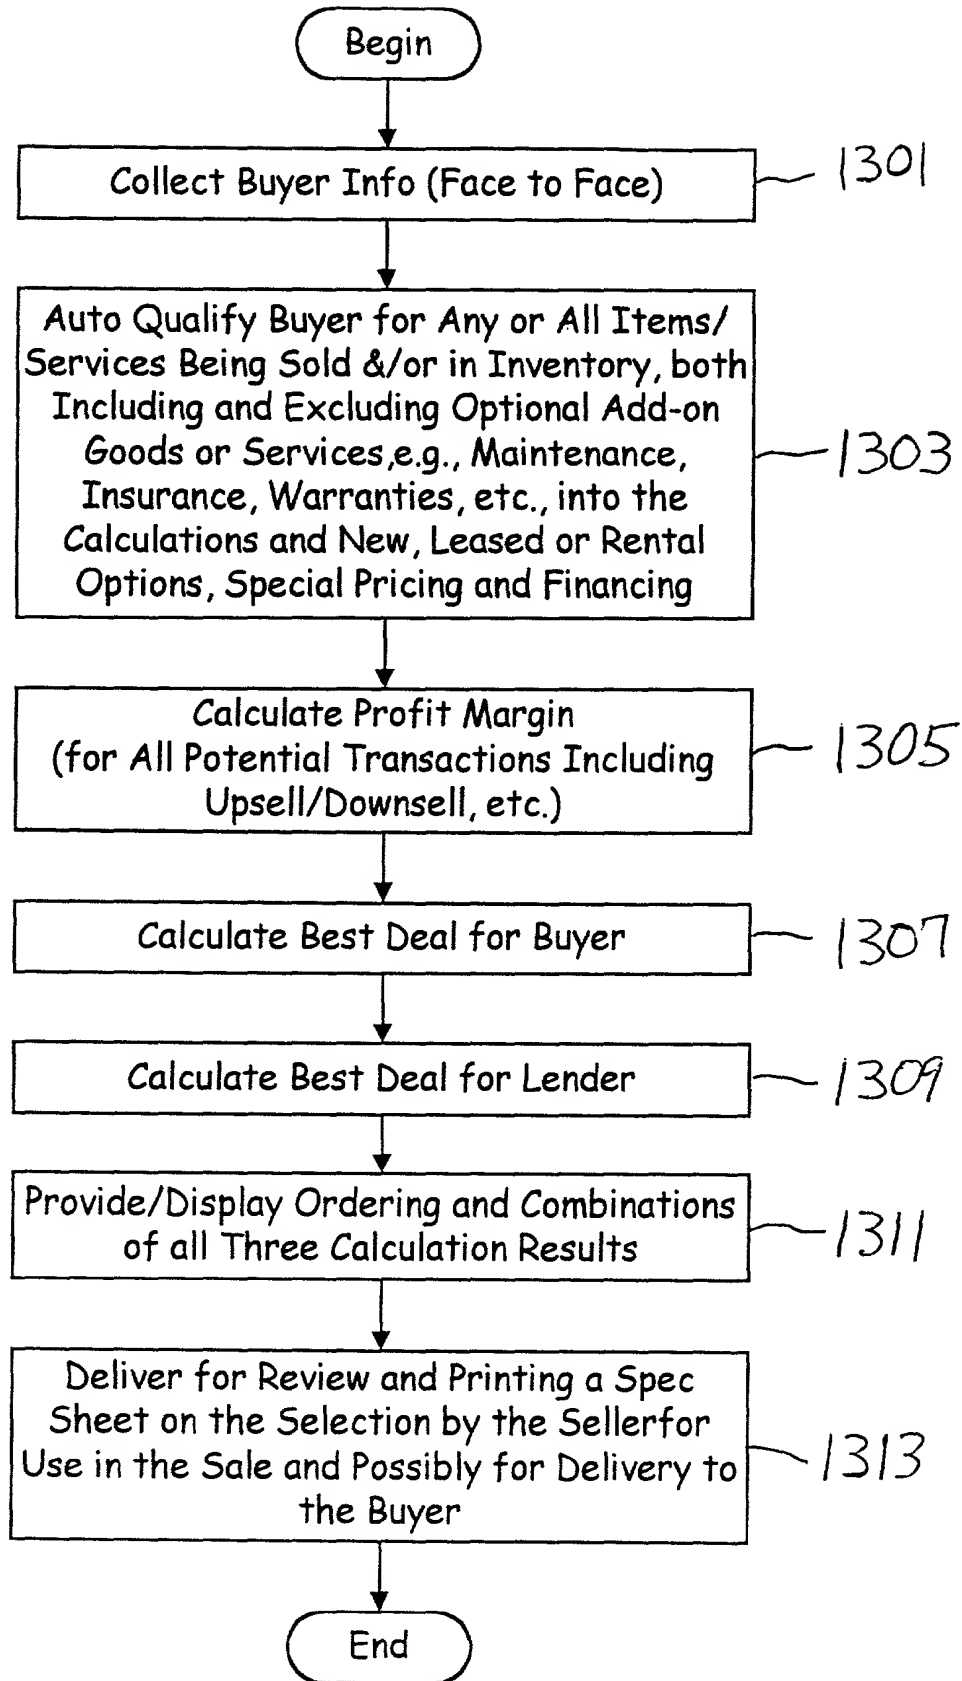 Begin
Collect Buyer Info (Face to Face)
1301
Auto Qualify Buyer for Any or All Items/
Services Being Sold &/or in Inventory, both
Including and Excluding Optional Add-on
Goods or Services,e.g., Maintenance,
Insurance, Warranties, etc., into the
Calculations and New, Leased or Rental
Options, Special Pricing and Financing
1303
Calculate Profit Margin
(for All Potential Transactions Including
Upsell/Downsell, etc.)
1305
Calculate Best Deal for Buyer
1307
Calculate Best Deal for Lender
1309
Provide/Display Ordering and Combinations
of all Three Calculation Results
1311
Deliver for Review and Printing a Spec
Sheet on the Selection by the Sellerfor
Use in the Sale and Possibly for Delivery to
the Buyer
1313
End